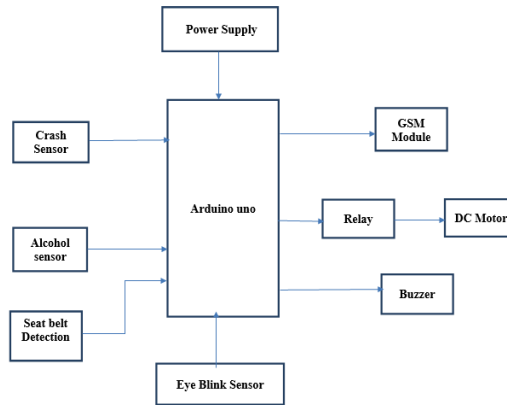 Power Supply
Crash
Sensor
GSM
Module
Arduino uno
Relay
DC Motor
Alcohol
sensor
Buzzer
Seat belt
Detection
Eye Blink Sensor